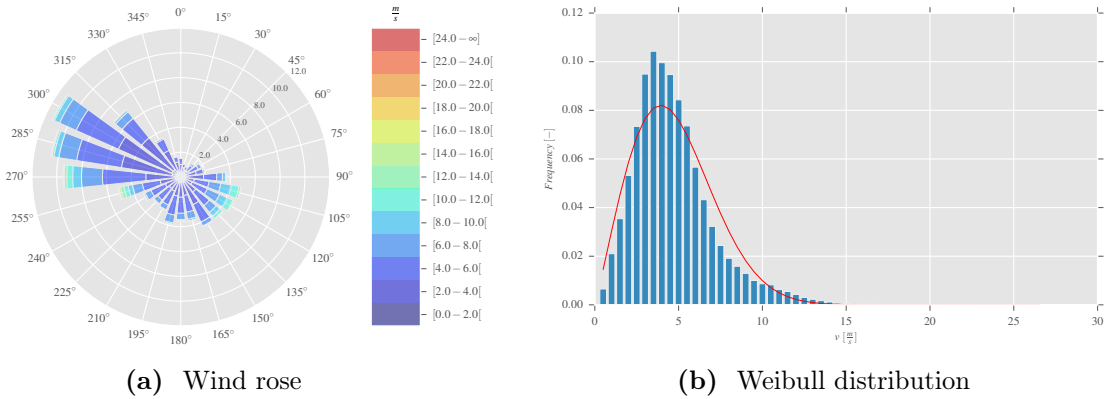 0°
15°
30°
45°
60°
75°
90°
105°
120°
135°
150°
165°
180°
195°
210°
225°
240°
255°
270°
285°
300°
315°
330°
345°
2.0
4.0
6.0
8.0
10.0
12.0
m/s
[24.0 − ∞]
[22.0 − 24.0[
[20.0 − 22.0[
[18.0 − 20.0[
[16.0 − 18.0[
[14.0 − 16.0[
[12.0 − 14.0[
[10.0 − 12.0[
[8.0 − 10.0[
[6.0 − 8.0[
[4.0 − 6.0[
[2.0 − 4.0[
[0.0 − 2.0[
(a) Wind rose
0.12
0.10
0.08
0.06
0.04
0.02
0.00
Frequency [−]
0 5 10 15 20 25 30
v [m/s]
(b) Weibull distribution